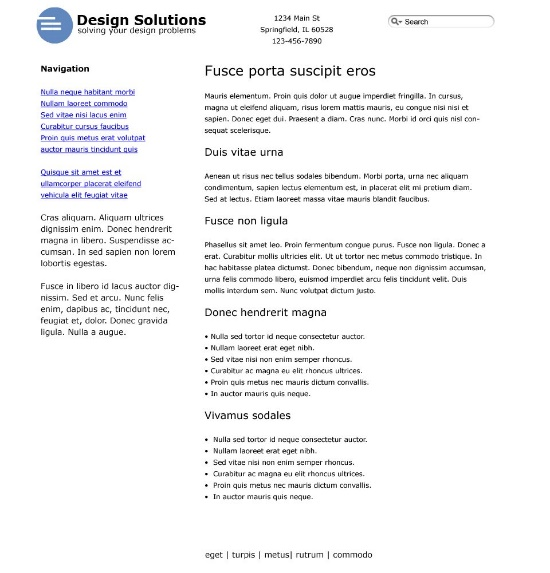 Design Solutions
solving your design problems
1234 Main St
Springfield, IL 60528
123-456-7890
Search
Navigation
Nulla neque habitant morbi
Nullam laoreet commodo
Sed vitae nisi lacus enim
Curabitur cursus faucibus
Proin quis metus erat volutpat
auctor mauris tincidunt quis
Quisque sit amet est et
ullamcorper placerat eleifend
vehicula elit feugiat vitae
Cras aliquam. Aliquam ultrices
dignissim enim. Donec hendrerit
magna in libero. Suspendisse ac-
cumsan. In sed sapien non lorem
lobortis egestas.
Fusce in libero id lacus auctor dig-
nissim. Sed et arcu. Nunc felis
enim, dapibus ac, tincidunt nec,
feugiat et, dolor. Donec gravida
ligula. Nulla a augue.
Fusce porta suscipit eros
Mauris elementum. Proin quis dolor ut augue imperdiet fringilla. In cursus,
magna ut eleifend aliquam, risus lorem mattis mauris, eu congue nisi nisi et
sapien. Donec eget dui. Praesent a diam. Cras nunc. Morbi id orci quis nisl con-
sequat scelerisque.
Duis vitae urna
Aenean ut risus nec tellus sodales bibendum. Morbi porta, urna nec aliquam
condimentum, sapien lectus elementum est, in placerat elit mi pretium diam.
Sed at lectus. Etiam laoreet massa vitae mauris blandit faucibus.
Fusce non ligula
Phasellus sit amet leo. Proin fermentum congue purus. Fusce non ligula. Donec a
erat. Curabitur mollis ultricies elit. Ut ut tortor nec metus commodo tristique. In
hac habitasse platea dictumst. Donec bibendum, neque non dignissim accumsan,
urna felis commodo libero, euismod imperdiet arcu felis tincidunt velit. Duis
mollis interdum sem. Nunc volutpat dictum justo.
Donec hendrerit magna
• Nulla sed tortor id neque consectetur auctor.
• Nullam laoreet erat eget nibh.
• Sed vitae nisi non enim semper rhoncus.
• Curabitur ac magna eu elit rhoncus ultrices.
• Proin quis metus nec mauris dictum convallis.
• In auctor mauris quis neque.
Vivamus sodales
• Nulla sed tortor id neque consectetur auctor.
• Nullam laoreet erat eget nibh.
• Sed vitae nisi non enim semper rhoncus.
• Curabitur ac magna eu elit rhoncus ultrices.
• Proin quis metus nec mauris dictum convallis.
• In auctor mauris quis neque.
eget | turpis | metus| rutrum | commodo